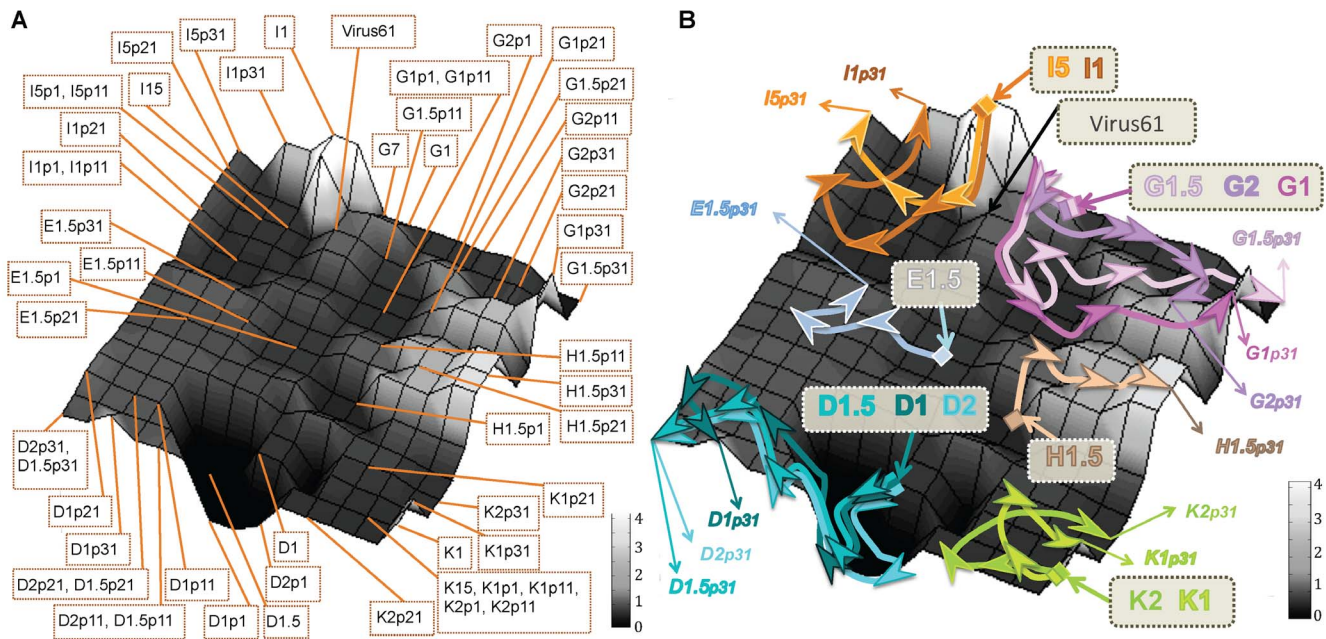 A
I5p21
I5p31
I1
Virus61
G2p1
G1p21
I5p1, I5p11
I15
I1p31
G1p1, G1p11
G1.5p21
I1p21
G1.5p11
G2p11
I1p1, I1p11
G7
G1
G2p31
G2p21
E1.5p31
G1p31
E1.5p11
G1.5p31
E1.5p1
E1.5p21
H1.5p11
H1.5p31
H1.5p1
H1.5p21
D2p31,
D1.5p31
K1p21
D1p21
K2p31
D1p31
D1
K1
K1p31
D2p21, D1.5p21
D1p11
D2p1
K15, K1p1, K1p11,
K2p1, K2p11
D2p11, D1.5p11
D1p1
D1.5
K2p21
4
3
2
1
0
B
I5 I1
I1p31
I5p31
Virus61
G1.5 G2 G1
E1.5p31
G1.5p31
E1.5
G1p31
D1.5 D1 D2
G2p31
H1.5
H1.5p31
D1p31
K2p31
D2p31
K1p31
D1.5p31
K2 K1
4
3
2
1
0